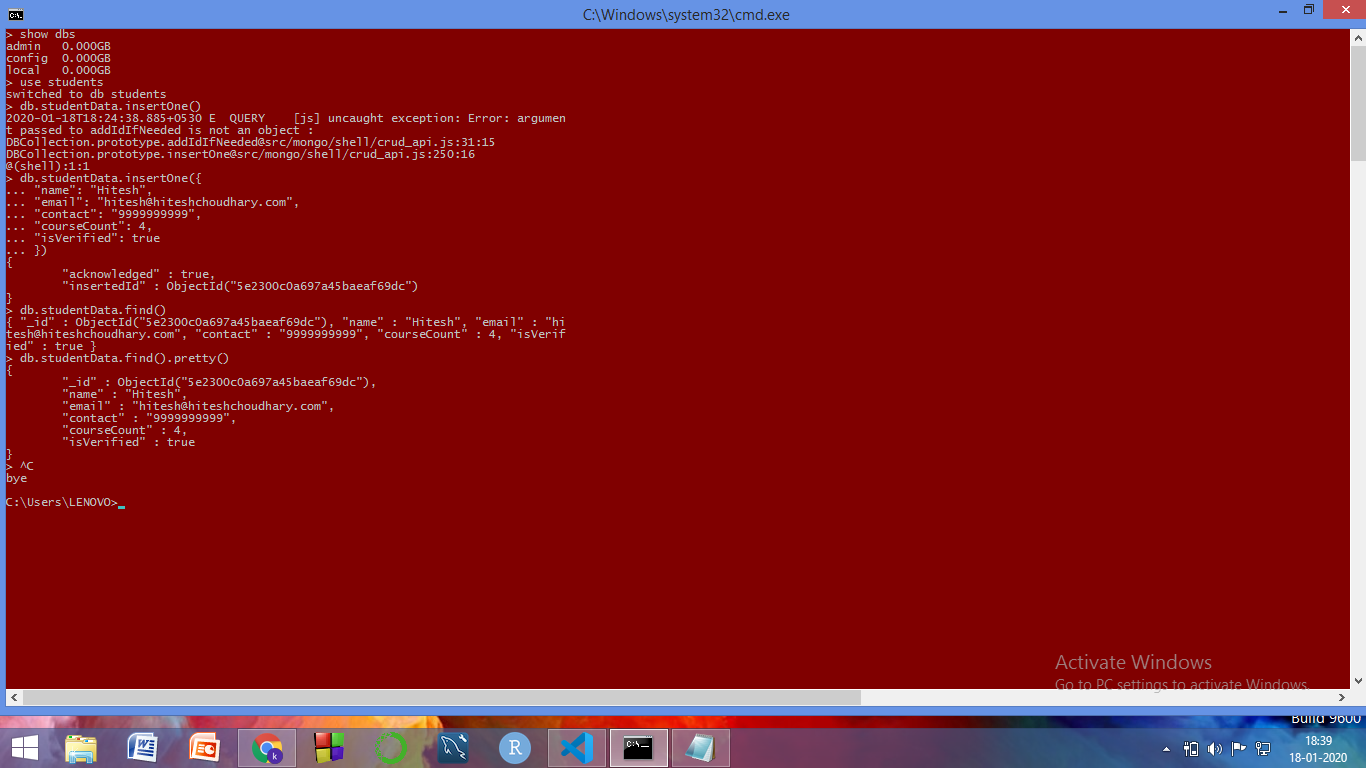 C:\Windows\system32\cmd.exe
> show dbs
admin   0.000GB
config  0.000GB
local   0.000GB
> use students
switched to db students
> db.studentData.insertOne()
2020-01-18T18:24:38.885+0530 E  QUERY    [js] uncaught exception: Error: argumen
t passed to addIdIfNeeded is not an object :
DBCollection.prototype.addIdIfNeeded@src/mongo/shell/crud_api.js:31:15
DBCollection.prototype.insertOne@src/mongo/shell/crud_api.js:250:16
@(shell):1:1
> db.studentData.insertOne({
... "name": "Hitesh",
... "email": "hitesh@hiteshchoudhary.com",
... "contact": "9999999999",
... "courseCount": 4,
... "isVerified": true
... })
{
        "acknowledged" : true,
        "insertedId" : ObjectId("5e2300c0a697a45baeaf69dc")
}
> db.studentData.find()
{ "_id" : ObjectId("5e2300c0a697a45baeaf69dc"), "name" : "Hitesh", "email" : "hi
tesh@hiteshchoudhary.com", "contact" : "9999999999", "courseCount" : 4, "isVerif
ied" : true }
> db.studentData.find().pretty()
{
        "_id" : ObjectId("5e2300c0a697a45baeaf69dc"),
        "name" : "Hitesh",
        "email" : "hitesh@hiteshchoudhary.com",
        "contact" : "9999999999",
        "courseCount" : 4,
        "isVerified" : true
}
> ^C
bye
C:\Users\LENOVO>
Activate Windows
Go to PC settings to activate Windows.
Build 9600
k
R
C:\.
18:39
18-01-2020